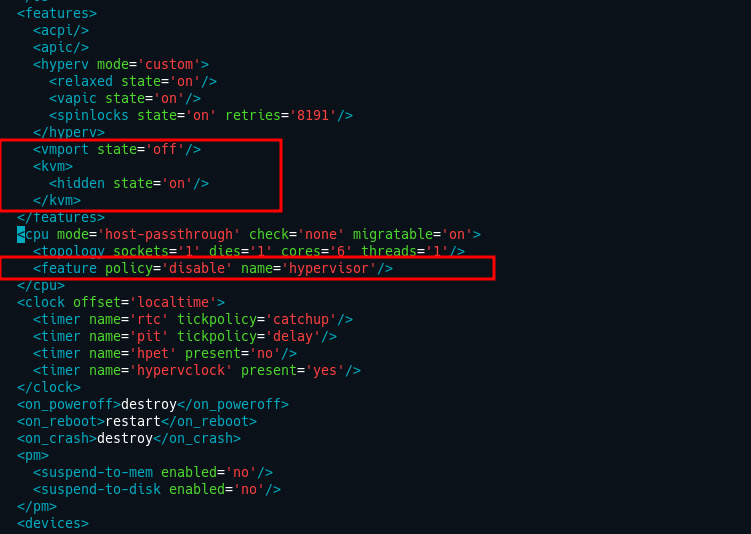 <features>
<acpi/>
<apic/>
<hyperv mode='custom'>
<relaxed state='on'/>
<vapic state='on'/>
<spinlocks state='on' retries='8191'/>
</hyperv>
<vmport state='off'/>
<kvm>
<hidden state='on'/>
</kvm>
</features>
<cpu mode='host-passthrough' check='none' migratable='on'>
<topology sockets='1' dies='1' cores='6' threads='1'/>
<feature policy='disable' name='hypervisor'/>
</cpu>
<clock offset='localtime'>
<timer name='rtc' tickpolicy='catchup'/>
<timer name='pit' tickpolicy='delay'/>
<timer name='hpet' present='no'/>
<timer name='hypervclock' present='yes'/>
</clock>
<on_poweroff>destroy</on_poweroff>
<on_reboot>restart</on_reboot>
<on_crash>destroy</on_crash>
<pm>
<suspend-to-mem enabled='no'/>
<suspend-to-disk enabled='no'/>
</pm>
<devices>